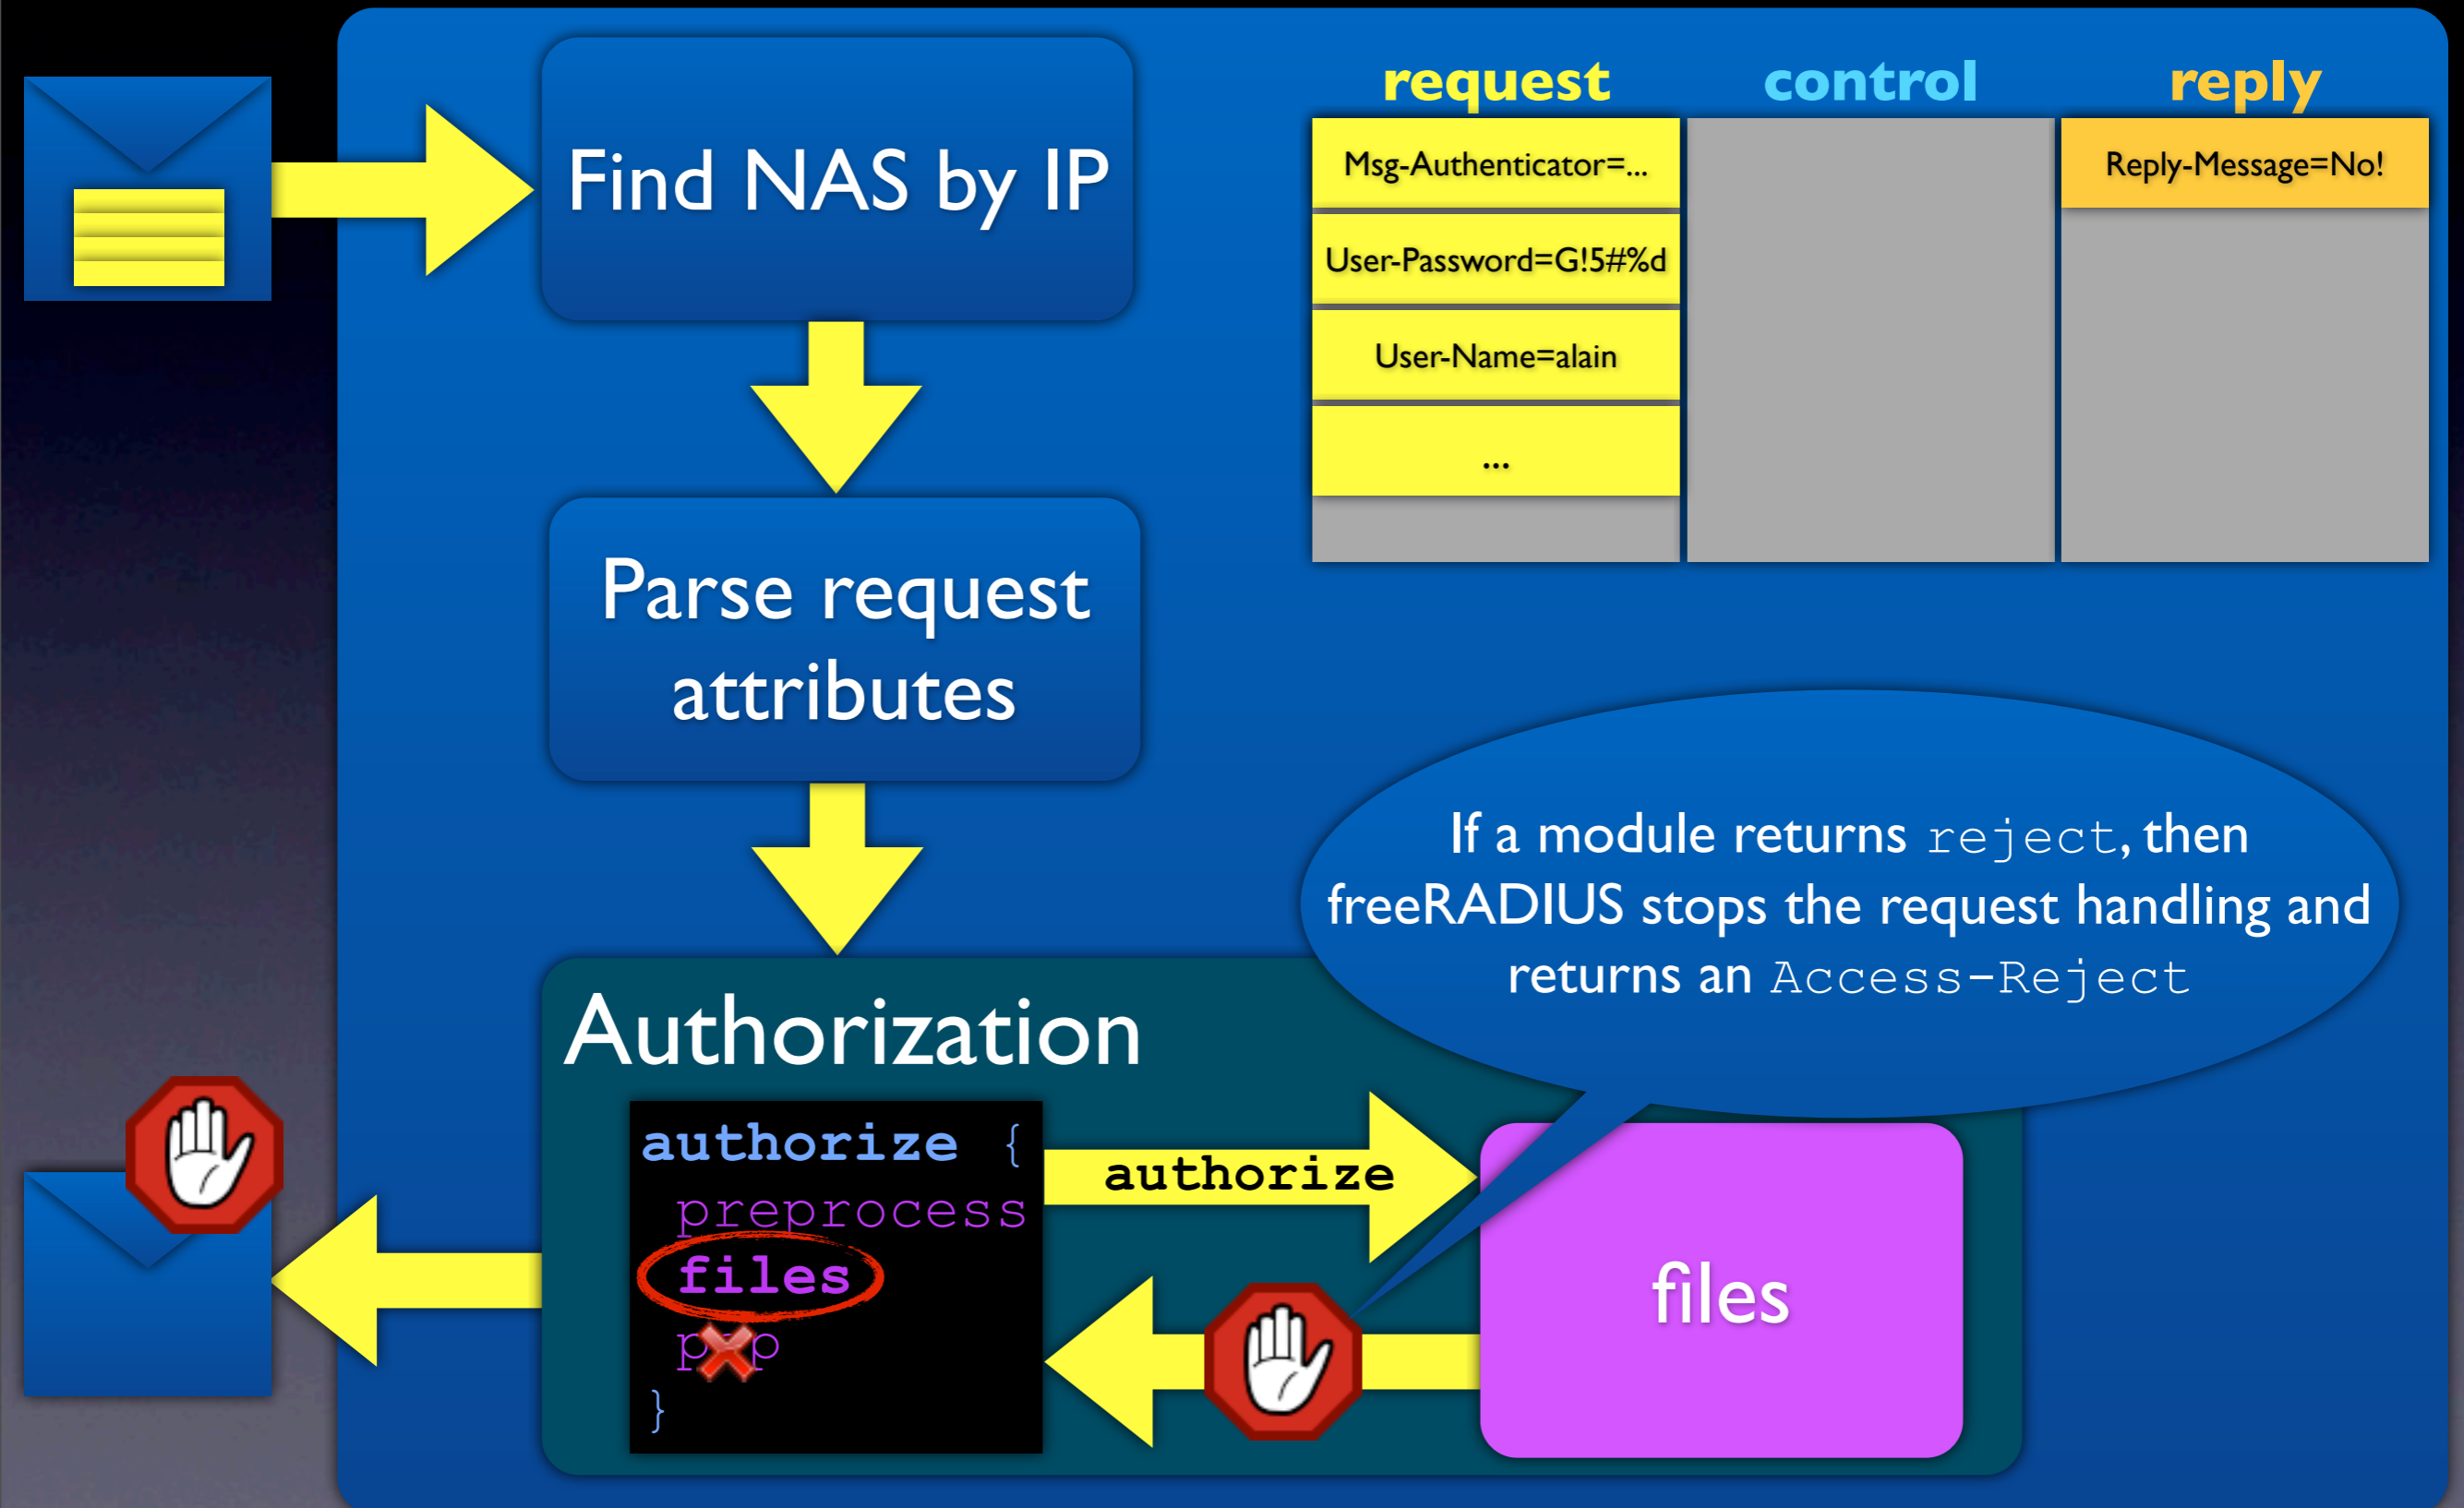 Find NAS by IP
request
control
reply
Msg-Authenticator=...
User-Password=G!5#%d
User-Name=alain
...
Reply-Message=No!
Parse request
attributes
If a module returns reject, then
freeRADIUS stops the request handling and
returns an Access-Reject
Authorization
authorize {
preprocess
files
}
authorize
files